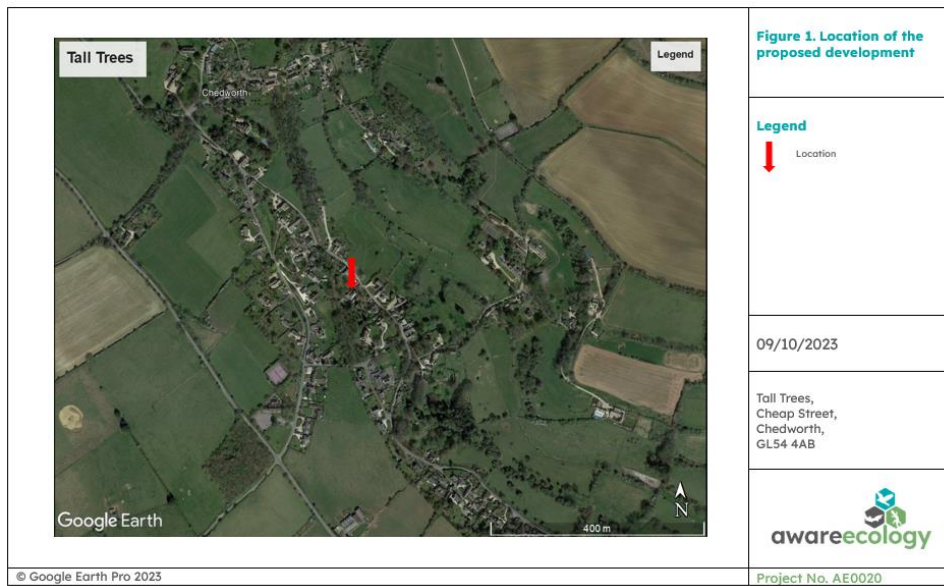 Tall Trees
Legend
Chedworth
Google Earth
N
400 m
© Google Earth Pro 2023
Figure 1. Location of the
proposed development
Legend
Location
09/10/2023
Tall Trees,
Cheap Street,
Chedworth,
GL54 4AB
awareecology
Project No. AE0020